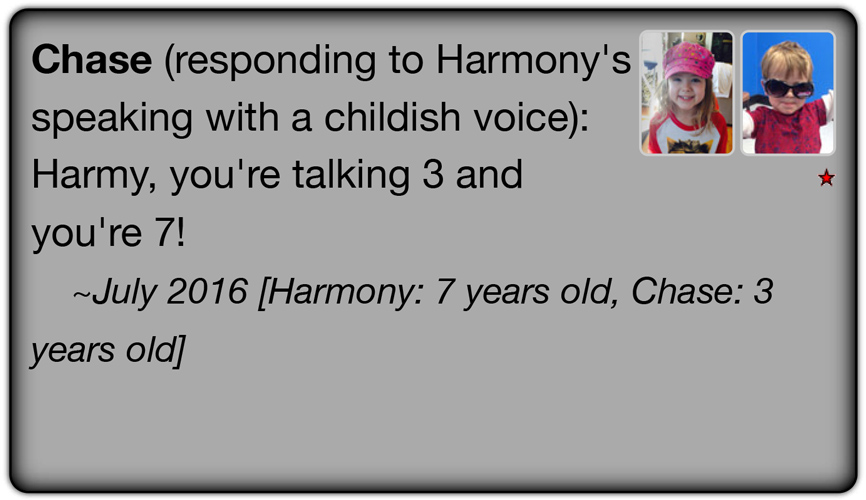 Chase (responding to Harmony's
speaking with a childish voice):
Harmy, you're talking 3 and
you're 7!
~July 2016 [Harmony: 7 years old, Chase: 3
years old]